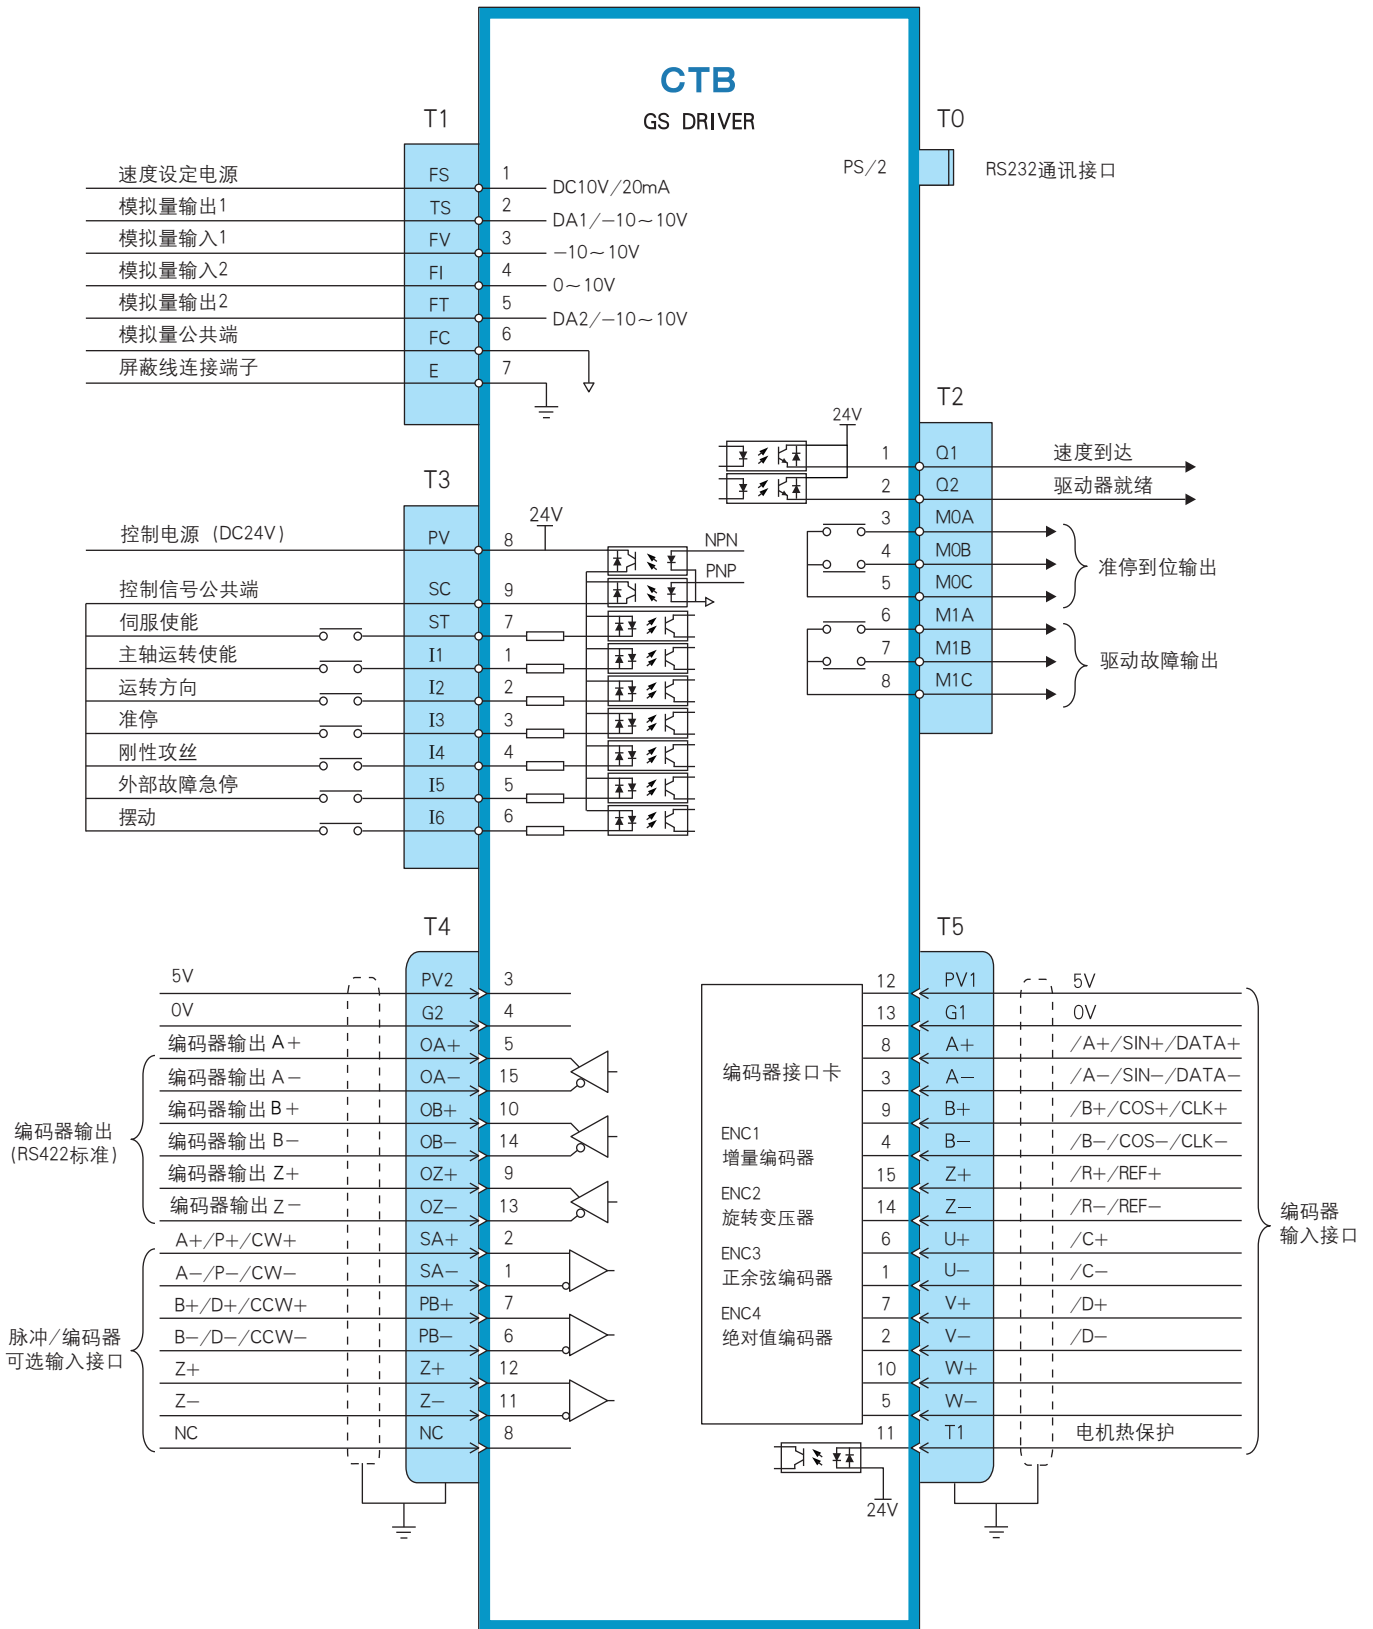 CTB
GS DRIVER
T1
速度设定电源 FS 1 DC10V/20mA
模拟量输出1 TS 2 DA1/−10～10V
模拟量输入1 FV 3 −10～10V
模拟量输入2 FI 4 0～10V
模拟量输出2 FT 5 DA2/−10～10V
模拟量公共端 FC 6
屏蔽线连接端子 E 7
T0
PS/2 RS232通讯接口
T2
24V
1 Q1 速度到达
2 Q2 驱动器就绪
3 M0A
4 M0B
5 M0C
准停到位输出
6 M1A
7 M1B
8 M1C
驱动故障输出
T3
控制电源 (DC24V) PV 8 24V NPN
PNP
控制信号公共端 SC 9
伺服使能 ST 7
主轴运转使能 I1 1
运转方向 I2 2
准停 I3 3
刚性攻丝 I4 4
外部故障急停 I5 5
摆动 I6 6
T4
5V PV2 3
0V G2 4
编码器输出 A+ OA+ 5
编码器输出 A− OA− 15
编码器输出 B+ OB+ 10
编码器输出 B− OB− 14
编码器输出 Z+ OZ+ 9
编码器输出 Z− OZ− 13
编码器输出
(RS422标准)
A+/P+/CW+ SA+ 2
A−/P−/CW− SA− 1
B+/D+/CCW+ PB+ 7
B−/D−/CCW− PB− 6
Z+ Z+ 12
Z− Z− 11
NC NC 8
脉冲/编码器
可选输入接口
T5
编码器接口卡
ENC1
增量编码器
ENC2
旋转变压器
ENC3
正余弦编码器
ENC4
绝对值编码器
12 PV1 5V
13 G1 0V
8 A+ /A+/SIN+/DATA+
3 A− /A−/SIN−/DATA−
9 B+ /B+/COS+/CLK+
4 B− /B−/COS−/CLK−
15 Z+ /R+/REF+
14 Z− /R−/REF−
6 U+ /C+
1 U− /C−
7 V+ /D+
2 V− /D−
10 W+
5 W−
11 T1 电机热保护
24V
编码器
输入接口